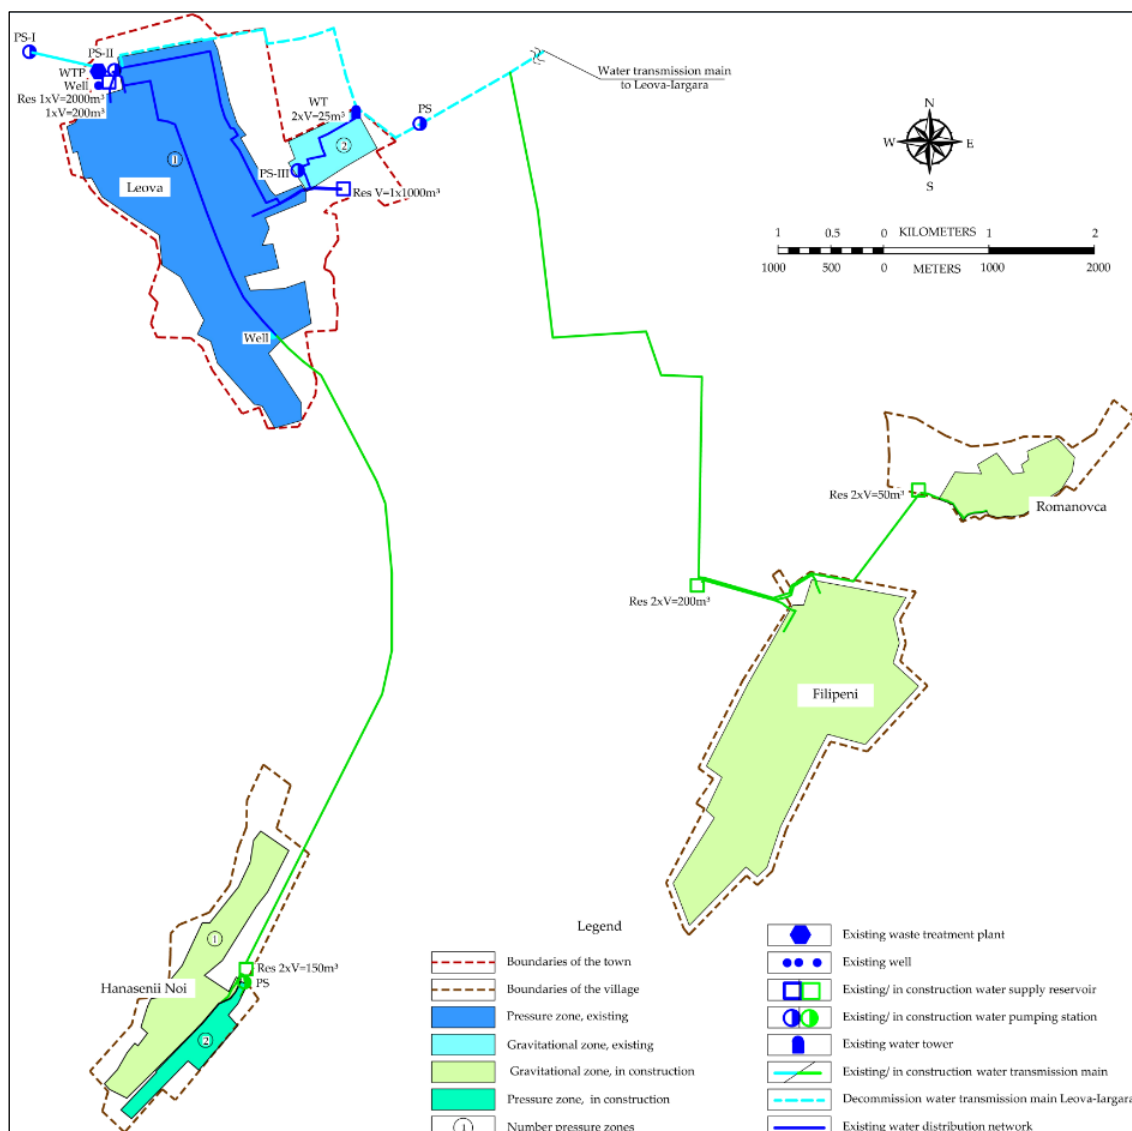 PS-I
PS-II
WTP
Well
Res 1xV=2000m³
1xV=200m³
WT
2xV=25m³
PS
Water transmission main
to Leova-Iargara
N
W
E
S
2
PS-III
Res V=1x1000m³
Leova
1 0.5 0 KILOMETERS 1 2
1000 500 0 METERS 1000 2000
Well
Res 2xV=50m³
Romanovca
Res 2xV=200m³
Filipeni
1
Res 2xV=150m³
PS
Hanasenii Noi
2
Legend
Boundaries of the town
Boundaries of the village
Pressure zone, existing
Gravitational zone, existing
Gravitational zone, in construction
Pressure zone, in construction
1
Number pressure zones
Existing waste treatment plant
Existing well
Existing/ in construction water supply reservoir
Existing/ in construction water pumping station
Existing water tower
Existing/ in construction water transmission main
Decommission water transmission main Leova-Iargara
Existing water distribution network